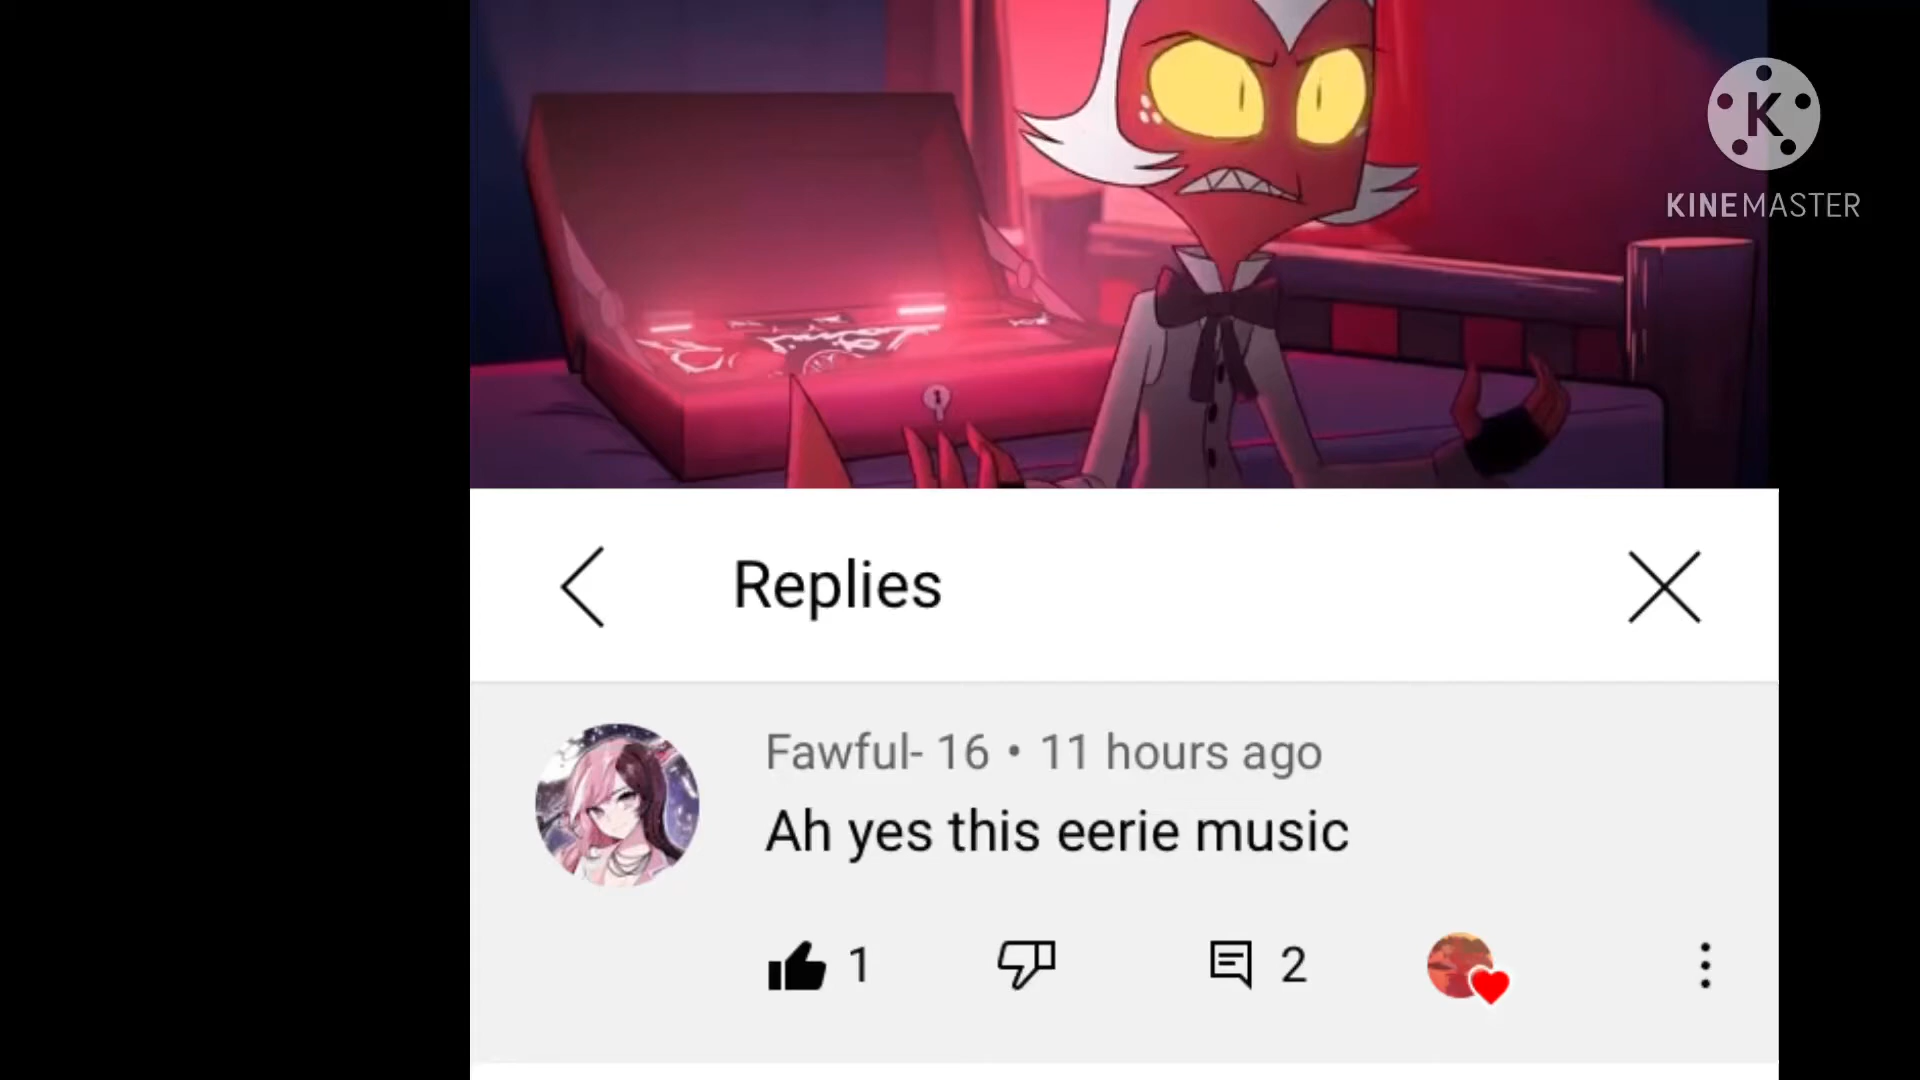 K
KINEMASTER
Replies
Fawful- 16 • 11 hours ago
Ah yes this eerie music
1
2